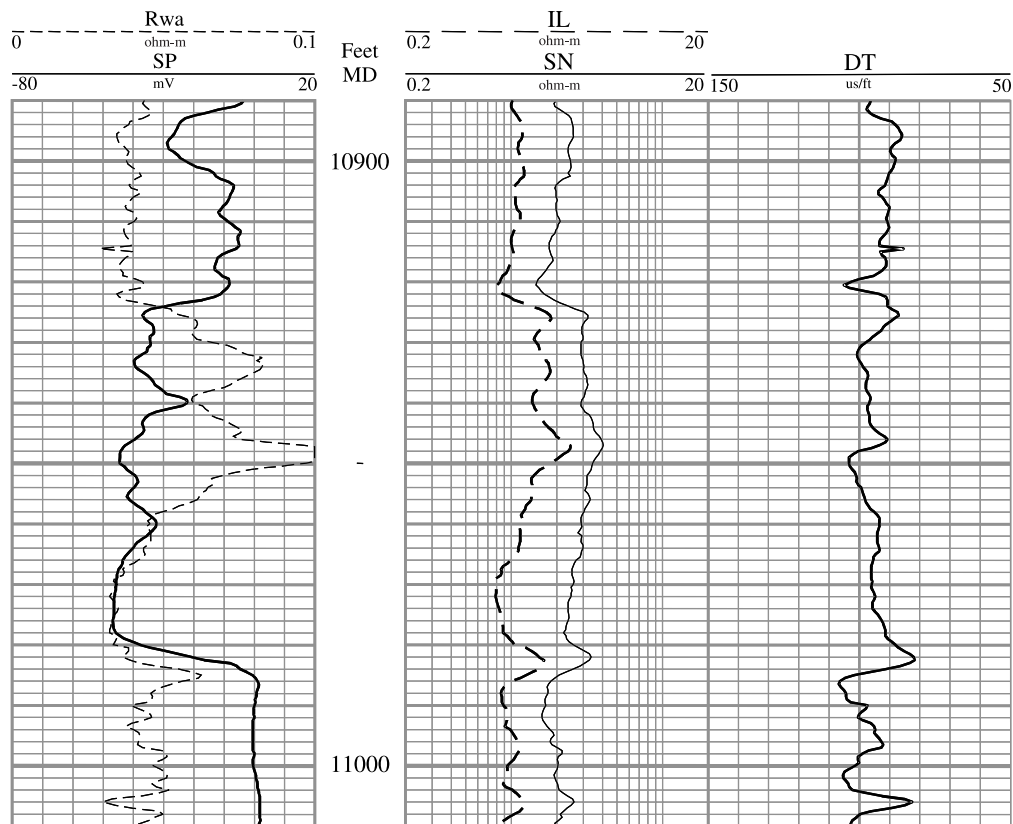 Rwa
0 ohm-m 0.1
SP
-80 mV 20
Feet
MD
IL
0.2 ohm-m 20
SN
0.2 ohm-m 20
DT
150 us/ft 50
10900
11000